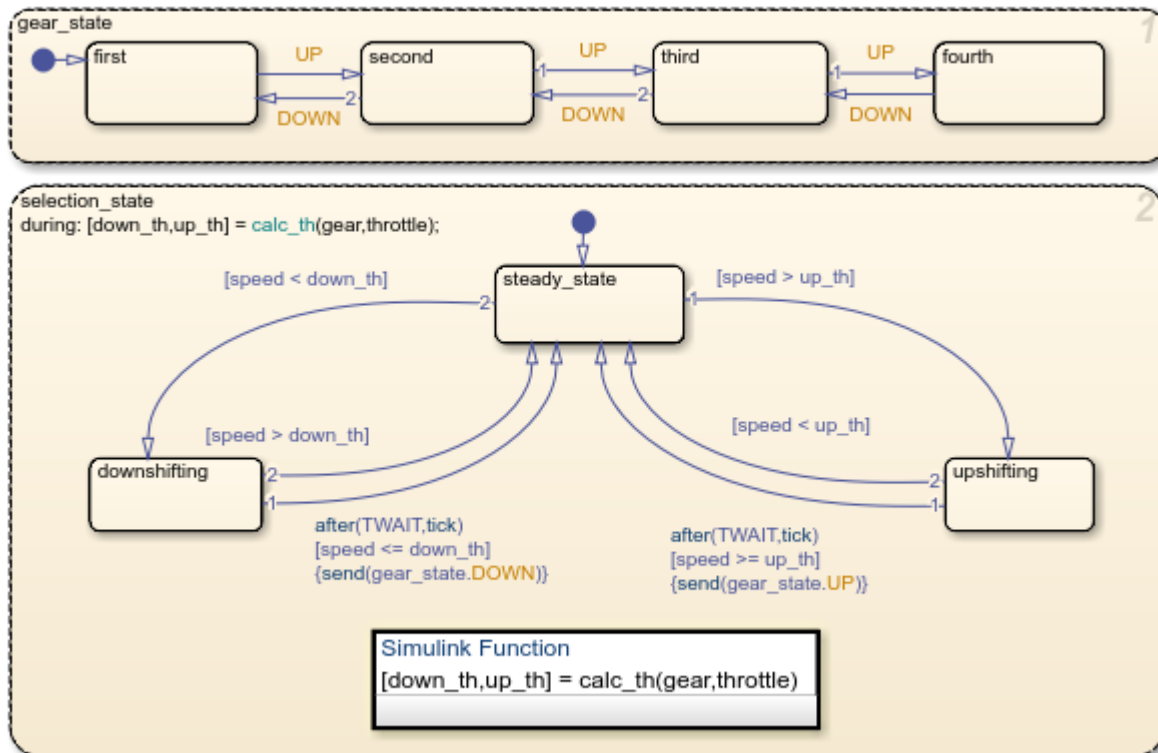 gear_state
1
first
UP
second
1
UP
third
1
UP
fourth
2
DOWN
2
DOWN
DOWN
selection_state
2
during: [down_th,up_th] = calc_th(gear,throttle);
[speed < down_th]
2
steady_state
1
[speed > up_th]
[speed > down_th]
[speed < up_th]
downshifting
2
1
2
1
upshifting
after(TWAIT,tick)
[speed <= down_th]
{send(gear_state.DOWN)}
after(TWAIT,tick)
[speed >= up_th]
{send(gear_state.UP)}
Simulink Function
[down_th,up_th] = calc_th(gear,throttle)